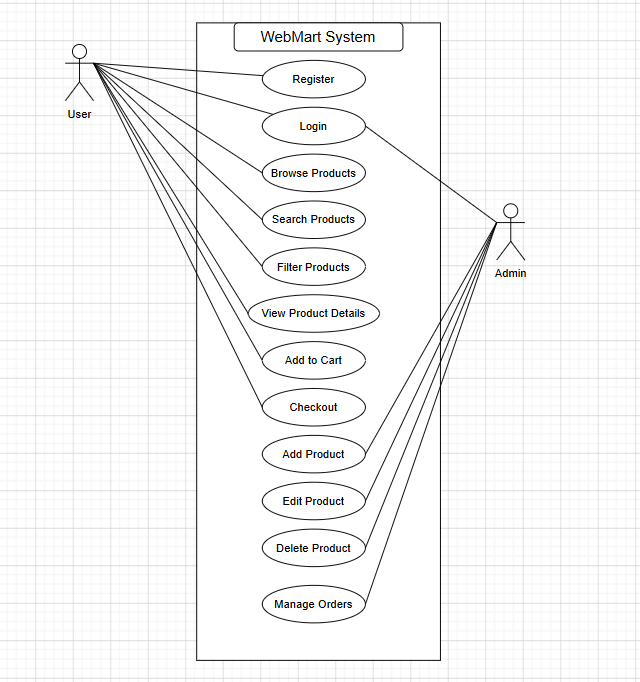 WebMart System
Register
User
Login
Browse Products
Search Products
Filter Products
Admin
View Product Details
Add to Cart
Checkout
Add Product
Edit Product
Delete Product
Manage Orders